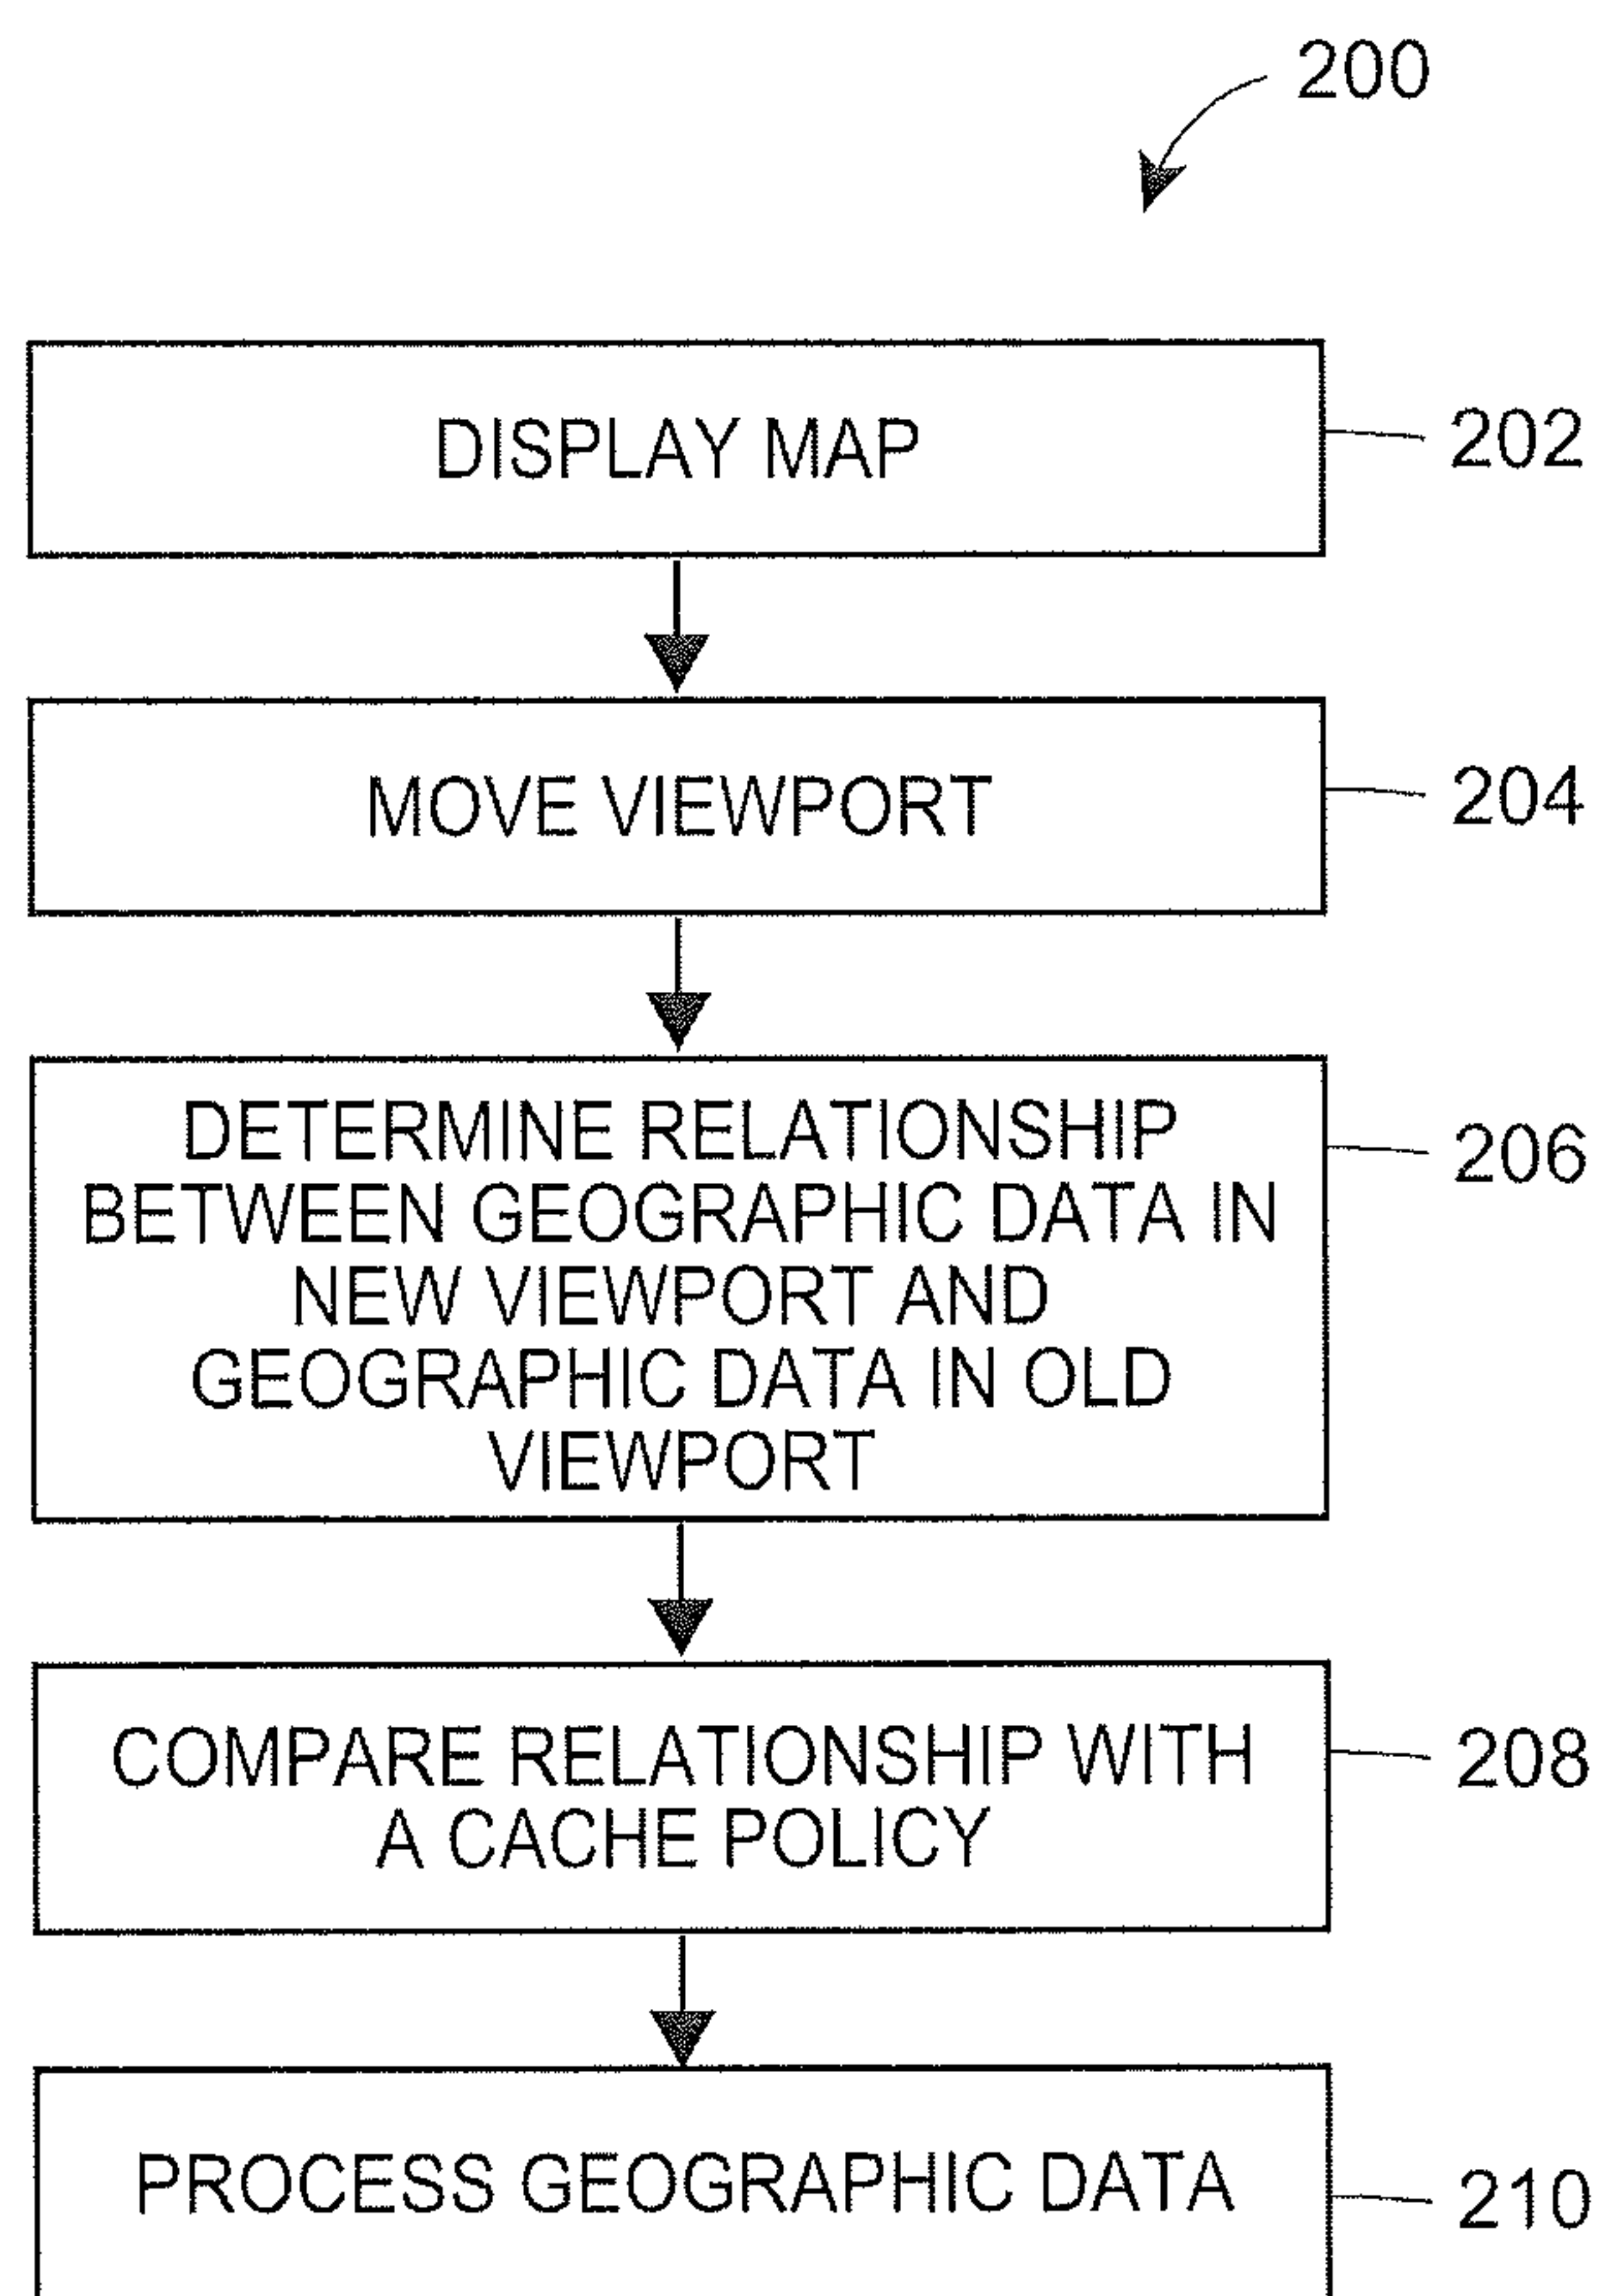 200
DISPLAY MAP
202
MOVE VIEWPORT
204
DETERMINE RELATIONSHIP
BETWEEN GEOGRAPHIC DATA IN
NEW VIEWPORT AND
GEOGRAPHIC DATA IN OLD
VIEWPORT
206
COMPARE RELATIONSHIP WITH
A CACHE POLICY
208
PROCESS GEOGRAPHIC DATA
210